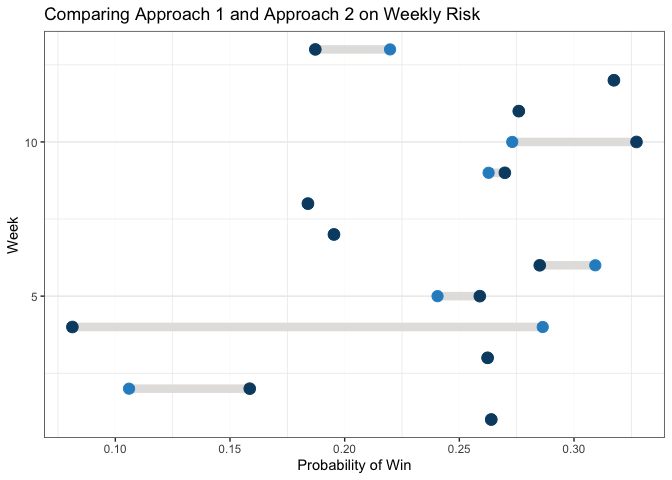 Comparing Approach 1 and Approach 2 on Weekly Risk
10
5
Week
0.10 0.15 0.20 0.25 0.30
Probability of Win